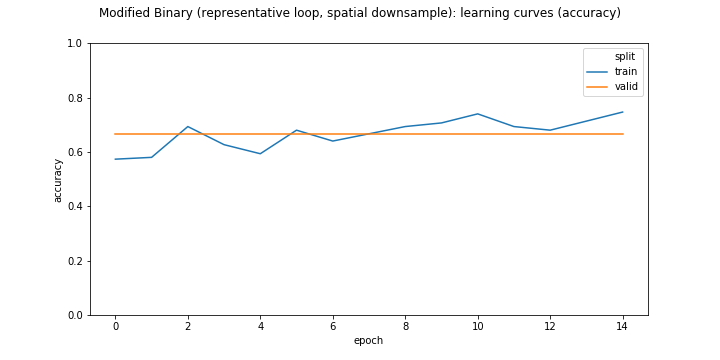 Modified Binary (representative loop, spatial downsample): learning curves (accuracy)
1.0
0.8
0.6
0.4
0.2
0.0
accuracy
split
train
valid
0 2 4 6 8 10 12 14
epoch